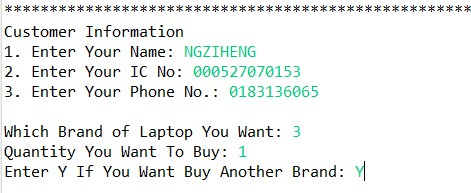 ****************************************************
Customer Information
1. Enter Your Name: NGZIHENG
2. Enter Your IC No: 000527070153
3. Enter Your Phone No.: 0183136065
Which Brand of Laptop You Want: 3
Quantity You Want To Buy: 1
Enter Y If You Want Buy Another Brand: Y